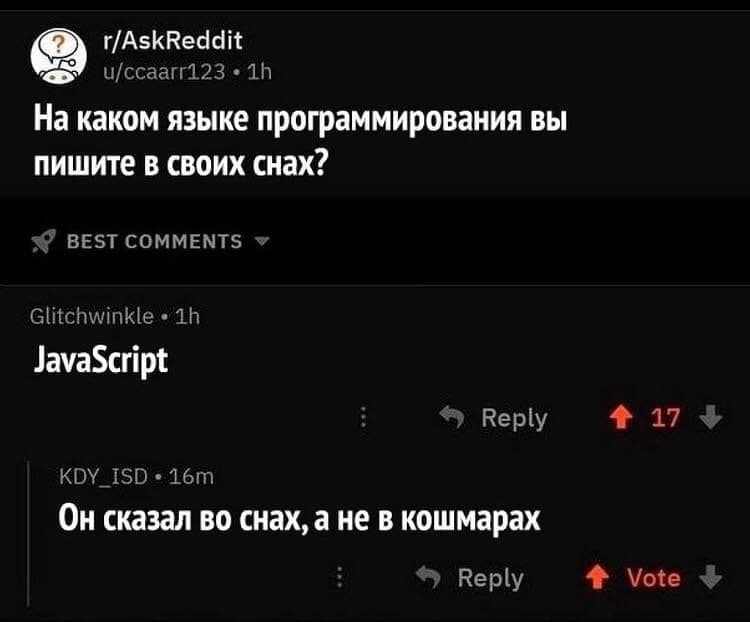 r/AskReddit
u/ccaarr123 • 1h
На каком языке программирования вы
пишите в своих снах?
BEST COMMENTS
Glitchwinkle • 1h
JavaScript
Reply 17
KDY_ISD • 16m
Он сказал во снах, а не в кошмарах
Reply Vote